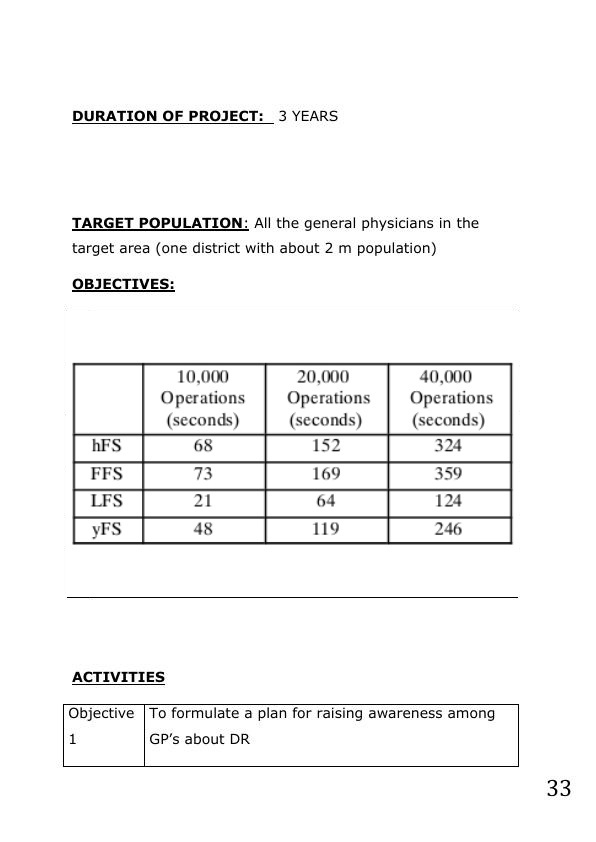 DURATION OF PROJECT: 3 YEARS
TARGET POPULATION: All the general physicians in the
target area (one district with about 2 m population)
OBJECTIVES:
10,000 Operations (seconds) 20,000 Operations (seconds) 40,000 Operations (seconds)
hFS 68 152 324
FFS 73 169 359
LFS 21 64 124
yFS 48 119 246
ACTIVITIES
Objective To formulate a plan for raising awareness among
1 GP's about DR
33